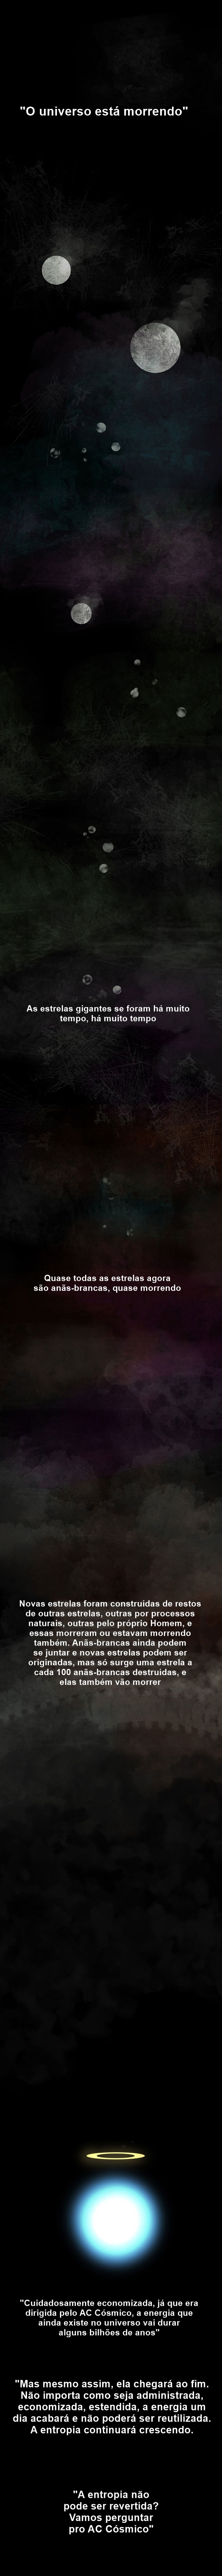 "O universo está morrendo"
As estrelas gigantes se foram há muito
tempo, há muito tempo
Quase todas as estrelas agora
são anãs-brancas, quase morrendo
Novas estrelas foram construidas de restos
de outras estrelas, outras por processos
naturais, outras pelo próprio Homem, e
essas morreram ou estavam morrendo
também. Anãs-brancas ainda podem
se juntar e novas estrelas podem ser
originadas, mas só surge uma estrela a
cada 100 anãs-brancas destruidas, e
elas também vão morrer
"Cuidadosamente economizada, já que era
dirigida pelo AC Cósmico, a energia que
ainda existe no universo vai durar
alguns bilhões de anos"
"Mas mesmo assim, ela chegará ao fim.
Não importa como seja administrada,
economizada, estendida, a energia um
dia acabará e não poderá ser reutilizada.
A entropia continuará crescendo.
"A entropia não
pode ser revertida?
Vamos perguntar
pro AC Cósmico"